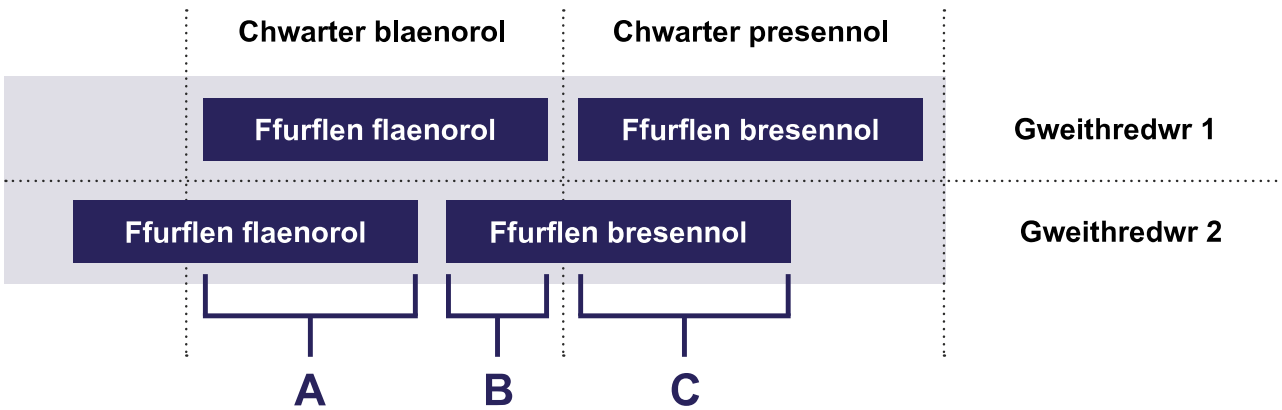 Chwarter blaenorol
Chwarter presennol
Ffurflen flaenorol
Ffurflen bresennol
Gweithredwr 1
Ffurflen flaenorol
Ffurflen bresennol
Gweithredwr 2
A
B
C